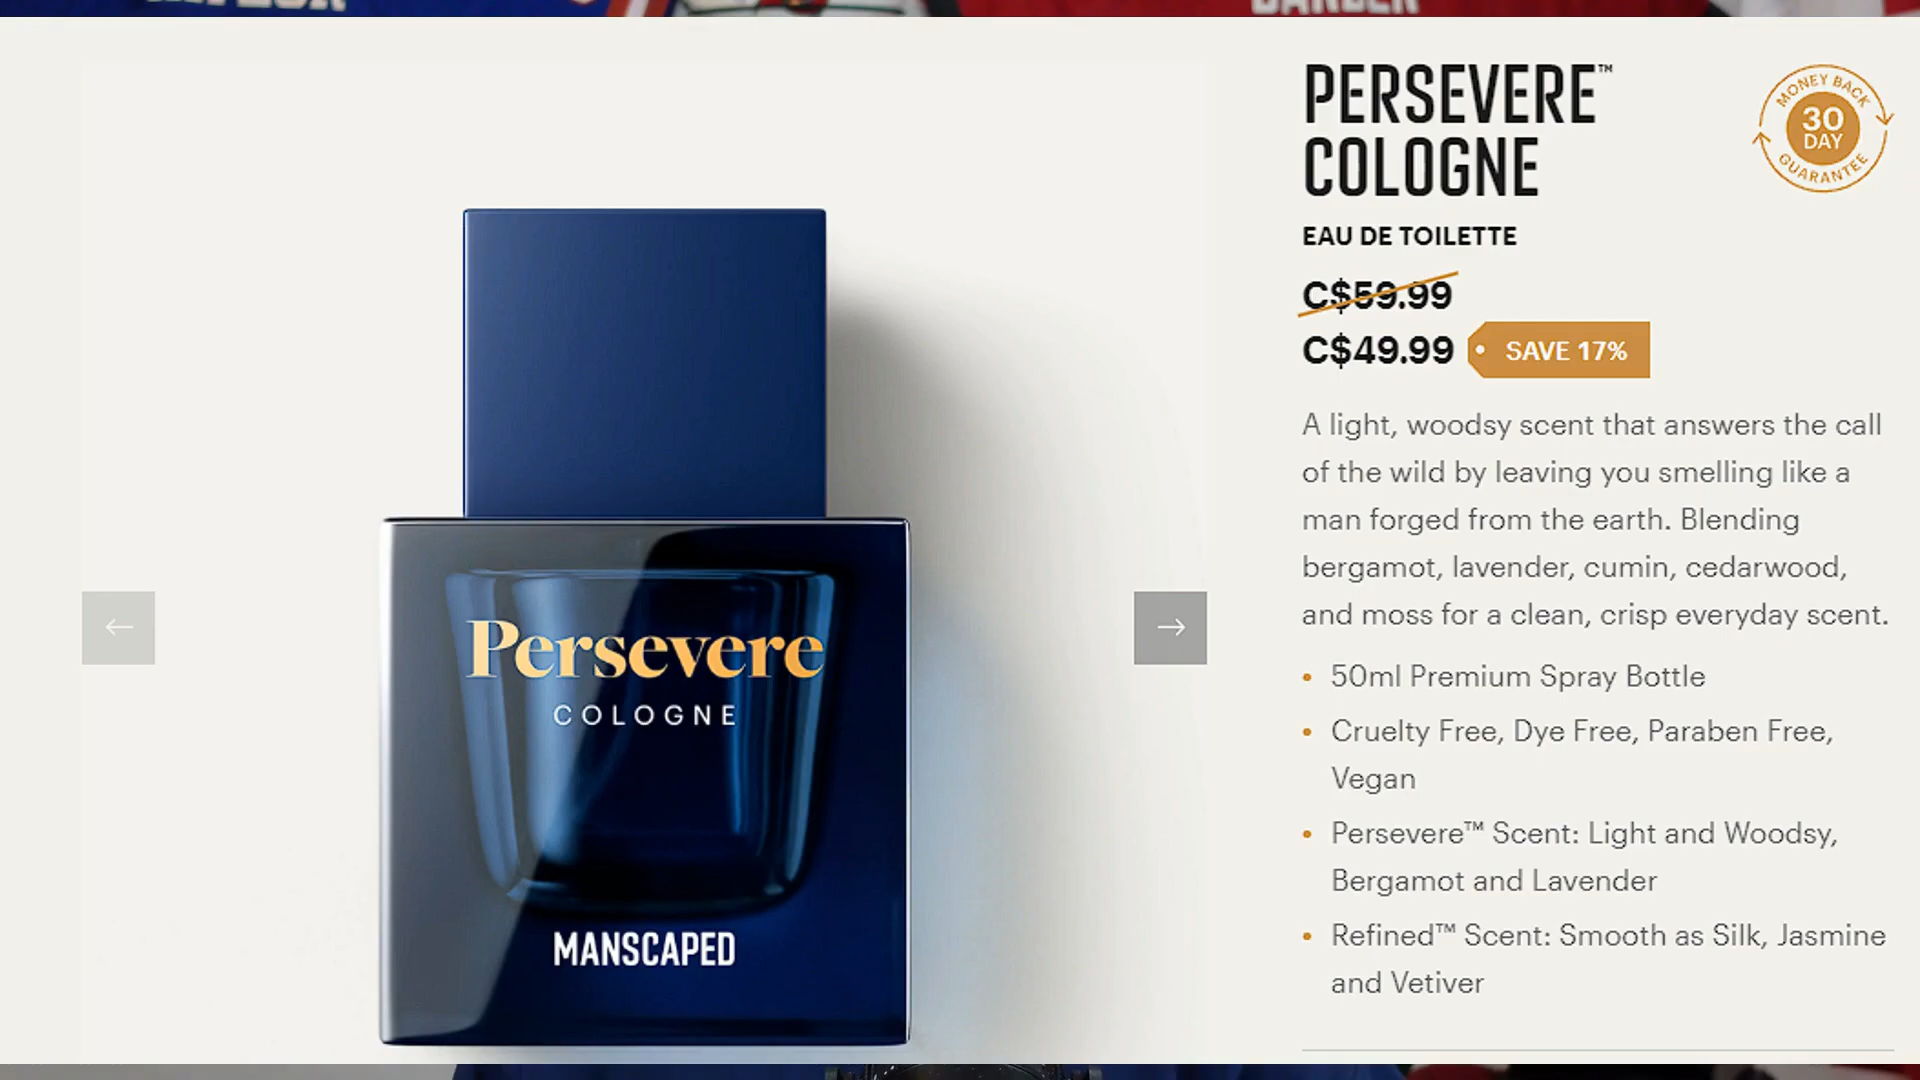 PERSEVERE™
COLOGNE
MONEY BACK
30
DAY
GUARANTEE
EAU DE TOILETTE
C$59.99
C$49.99
SAVE 17%
A light, woodsy scent that answers the call
of the wild by leaving you smelling like a
man forged from the earth. Blending
bergamot, lavender, cumin, cedarwood,
and moss for a clean, crisp everyday scent.
• 50ml Premium Spray Bottle
• Cruelty Free, Dye Free, Paraben Free,
Vegan
• Persevere™ Scent: Light and Woodsy,
Bergamot and Lavender
• Refined™ Scent: Smooth as Silk, Jasmine
and Vetiver
Persevere
COLOGNE
MANSCAPED